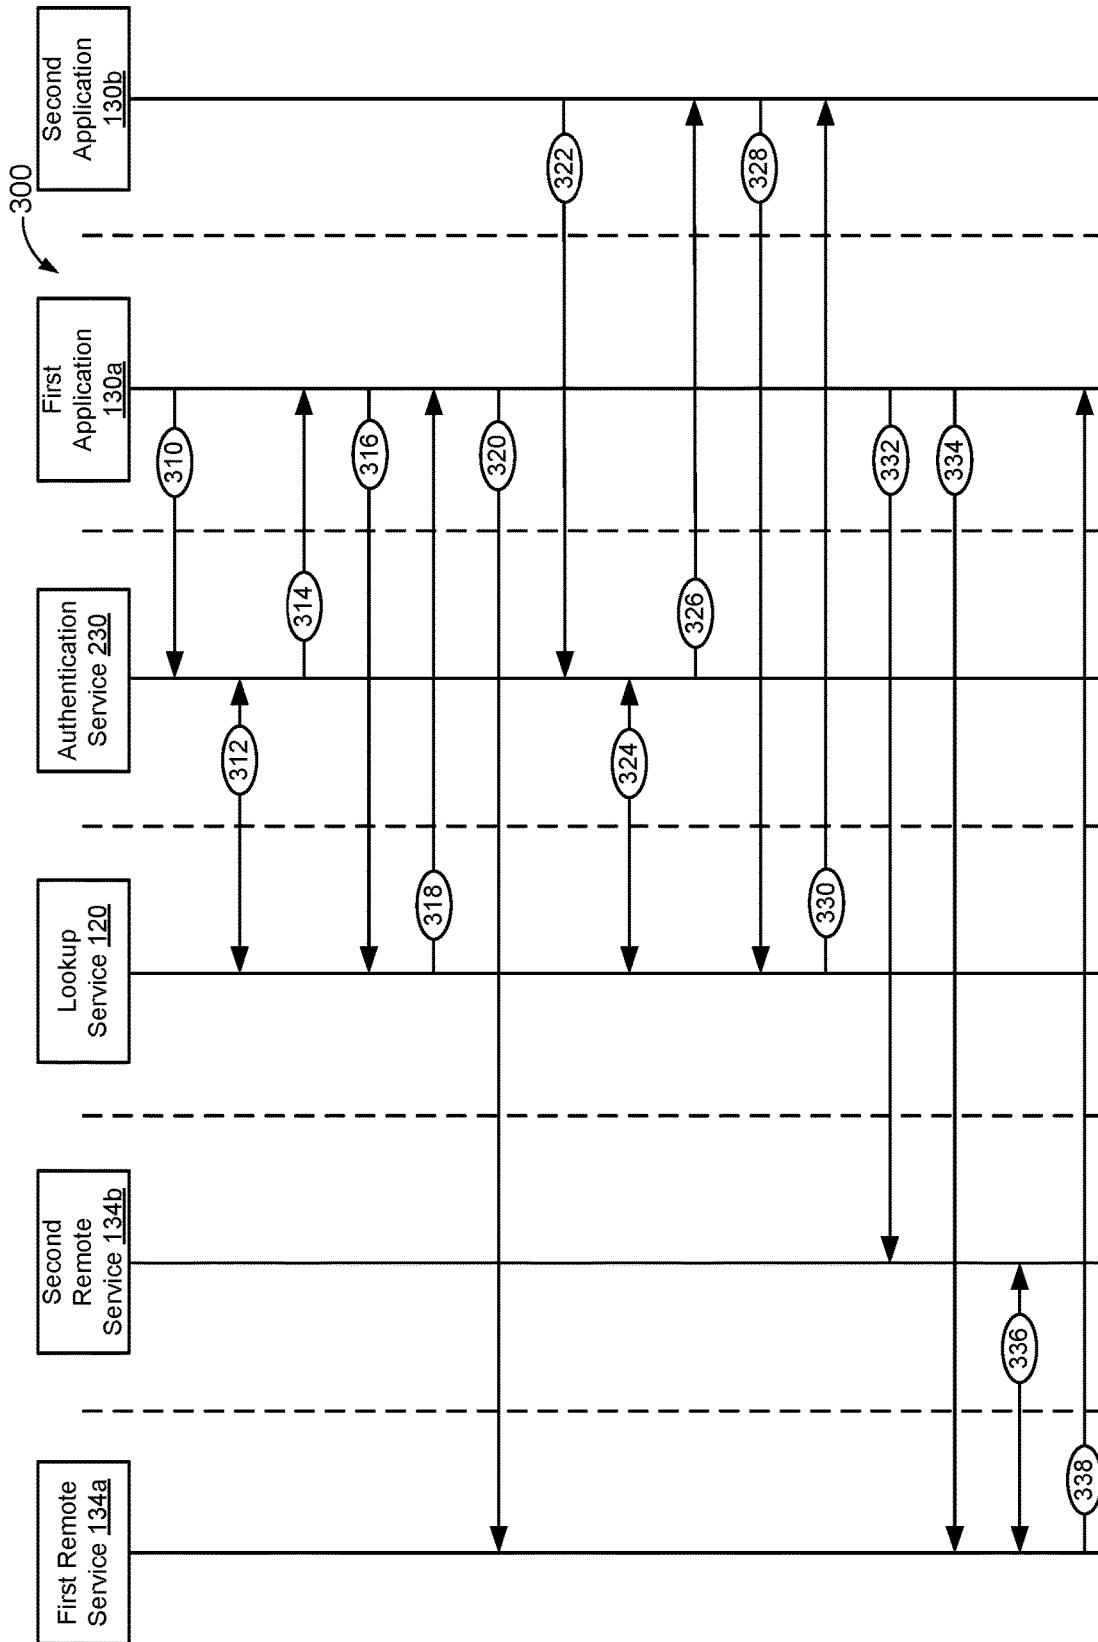 300
First Remote
Service 134a
Second
Remote
Service 134b
Lookup
Service 120
Authentication
Service 230
First
Application
130a
Second
Application
130b
310
312
314
316
318
320
322
324
326
328
330
332
334
336
338